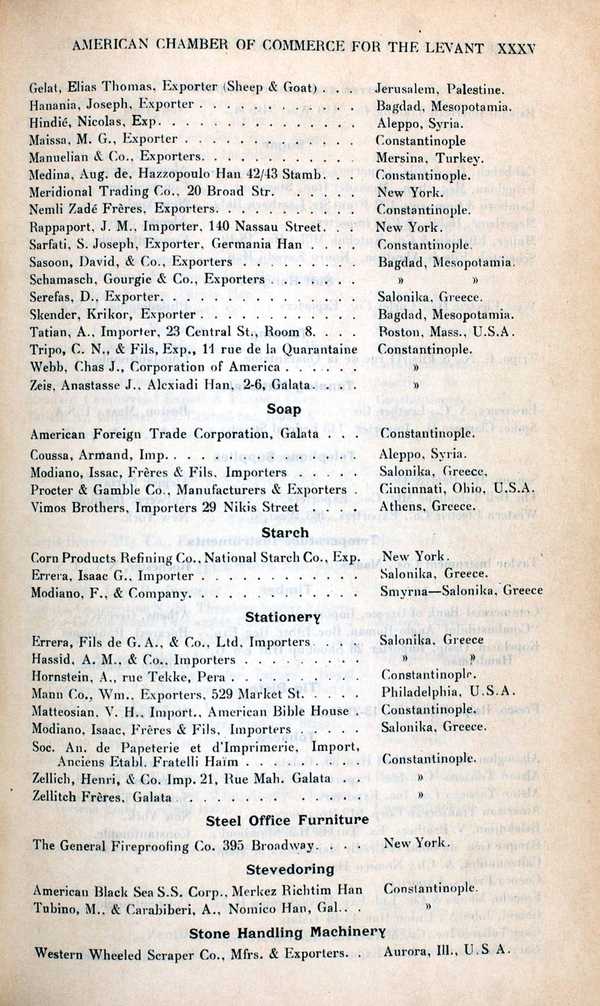 AMERICAN CHAMBER OF COMMERCE FOR THE LEVANT XXXV
Gelat, Elias Thomas, Exporter (Sheep & Goat) . . . Jerusalem, Palestine.
Hanania, Joseph, Exporter . . . . . . . . . . . Bagdad, Mesopotamia.
Hindié, Nicolas, Exp. . . . . . . . . . . . . . . Aleppo, Syria.
Maissa, M. G., Exporter . . . . . . . . . . . . Constantinople
Manuelian & Co., Exporters. . . . . . . . . . . Mersina, Turkey.
Medina, Aug. de, Hazzopoulo Han 42/43 Stamb. . . Constantinople.
Meridional Trading Co., 20 Broad Str. . . . . . New York.
Nemli Zadé Frères, Exporters. . . . . . . . . . Constantinople.
Rappaport, J. M., Importer, 140 Nassau Street. . . New York.
Sarfati, S. Joseph, Exporter, Germania Han . . . . Constantinople.
Sasoon, David, & Co., Exporters . . . . . . . . . Bagdad, Mesopotamia.
Schamasch, Gourgie & Co., Exporters . . . . . . . » »
Serefas, D., Exporter. . . . . . . . . . . . . . Salonika, Greece.
Skender, Krikor, Exporter . . . . . . . . . . . Bagdad, Mesopotamia.
Tatian, A., Importer, 23 Central St., Room 8. . . . Boston, Mass., U.S.A.
Tripo, C. N., & Fils, Exp., 11 rue de la Quarantaine Constantinople.
Webb, Chas J., Corporation of America . . . . . . »
Zeis, Anastasse J., Alexiadi Han, 2-6, Galata. . . . »
Soap
American Foreign Trade Corporation, Galata . . . Constantinople.
Coussa, Armand, Imp. . . . . . . . . . . . . . Aleppo, Syria.
Modiano, Issac, Frères & Fils, Importers . . . . . Salonika, Greece.
Procter & Gamble Co., Manufacturers & Exporters . Cincinnati, Ohio, U.S.A.
Vimos Brothers, Importers 29 Nikis Street . . . . Athens, Greece.
Starch
Corn Products Refining Co., National Starch Co., Exp. New York.
Errera, Isaac G., Importer . . . . . . . . . . . Salonika, Greece.
Modiano, F., & Company. . . . . . . . . . . . Smyrna—Salonika, Greece
Stationery
Errera, Fils de G. A., & Co., Ltd, Importers . . . Salonika, Greece
Hassid, A. M., & Co., Importers . . . . . . . . . » »
Hornstein, A., rue Tekke, Pera . . . . . . . . . . Constantinople.
Mann Co., Wm., Exporters, 529 Market St. . . . . Philadelphia, U.S.A.
Matteosian, V. H., Import., American Bible House . Constantinople.
Modiano, Isaac, Frères & Fils, Importers . . . . . Salonika, Greece.
Soc. An. de Papeterie et d'Imprimerie, Import,
Anciens Etabl. Fratelli Haïm . . . . . . . . . Constantinople.
Zellich, Henri, & Co. Imp. 21, Rue Mah. Galata . . »
Zellitch Frères, Galata . . . . . . . . . . . . . »
Steel Office Furniture
The General Fireproofing Co. 395 Broadway. . . . New York.
Stevedoring
American Black Sea S.S. Corp., Merkez Richtim Han Constantinople.
Tubino, M., & Carabiberi, A., Nomico Han, Gal.. . »
Stone Handling Machinery
Western Wheeled Scraper Co., Mfrs. & Exporters. . Aurora, Ill., U.S.A.